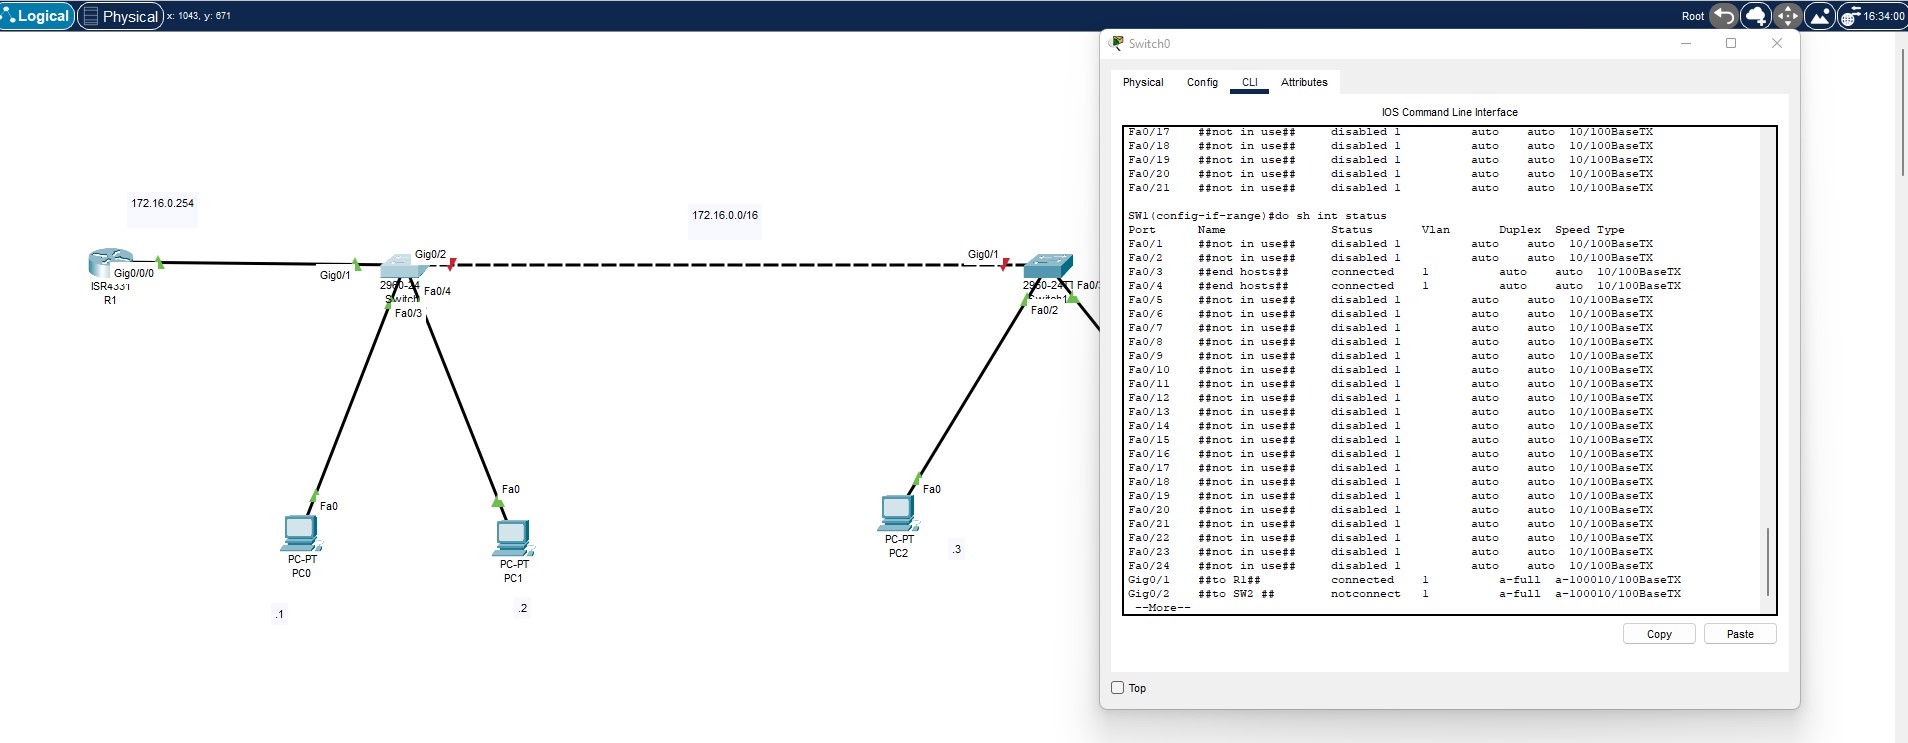 Logical Physical x: 1043, y: 671 Root 16:34:00
Switch0
Physical Config CLI Attributes
IOS Command Line Interface
Fa0/17 ##not in use## disabled 1 auto auto 10/100BaseTX
Fa0/18 ##not in use## disabled 1 auto auto 10/100BaseTX
Fa0/19 ##not in use## disabled 1 auto auto 10/100BaseTX
Fa0/20 ##not in use## disabled 1 auto auto 10/100BaseTX
Fa0/21 ##not in use## disabled 1 auto auto 10/100BaseTX
SW1(config-if-range)#do sh int status
Port Name Status Vlan Duplex Speed Type
Fa0/1 ##not in use## disabled 1 auto auto 10/100BaseTX
Fa0/2 ##not in use## disabled 1 auto auto 10/100BaseTX
Fa0/3 ##end hosts## connected 1 auto auto 10/100BaseTX
Fa0/4 ##end hosts## connected 1 auto auto 10/100BaseTX
Fa0/5 ##not in use## disabled 1 auto auto 10/100BaseTX
Fa0/6 ##not in use## disabled 1 auto auto 10/100BaseTX
Fa0/7 ##not in use## disabled 1 auto auto 10/100BaseTX
Fa0/8 ##not in use## disabled 1 auto auto 10/100BaseTX
Fa0/9 ##not in use## disabled 1 auto auto 10/100BaseTX
Fa0/10 ##not in use## disabled 1 auto auto 10/100BaseTX
Fa0/11 ##not in use## disabled 1 auto auto 10/100BaseTX
Fa0/12 ##not in use## disabled 1 auto auto 10/100BaseTX
Fa0/13 ##not in use## disabled 1 auto auto 10/100BaseTX
Fa0/14 ##not in use## disabled 1 auto auto 10/100BaseTX
Fa0/15 ##not in use## disabled 1 auto auto 10/100BaseTX
Fa0/16 ##not in use## disabled 1 auto auto 10/100BaseTX
Fa0/17 ##not in use## disabled 1 auto auto 10/100BaseTX
Fa0/18 ##not in use## disabled 1 auto auto 10/100BaseTX
Fa0/19 ##not in use## disabled 1 auto auto 10/100BaseTX
Fa0/20 ##not in use## disabled 1 auto auto 10/100BaseTX
Fa0/21 ##not in use## disabled 1 auto auto 10/100BaseTX
Fa0/22 ##not in use## disabled 1 auto auto 10/100BaseTX
Fa0/23 ##not in use## disabled 1 auto auto 10/100BaseTX
Fa0/24 ##not in use## disabled 1 auto auto 10/100BaseTX
Gig0/1 ##to R1## connected 1 a-full a-100010/100BaseTX
Gig0/2 ##to SW2 ## notconnect 1 a-full a-100010/100BaseTX
--More--
Copy Paste
Top
172.16.0.254
172.16.0.0/16
Gig0/0/0
ISR4331
R1
Gig0/1
Gig0/2
2960-24
Switch
Fa0/4
Fa0/3
Gig0/1
2960-24TT
Switch1
Fa0/2
Fa0
PC-PT
PC0
.1
Fa0
PC-PT
PC1
.2
Fa0
PC-PT
PC2
.3